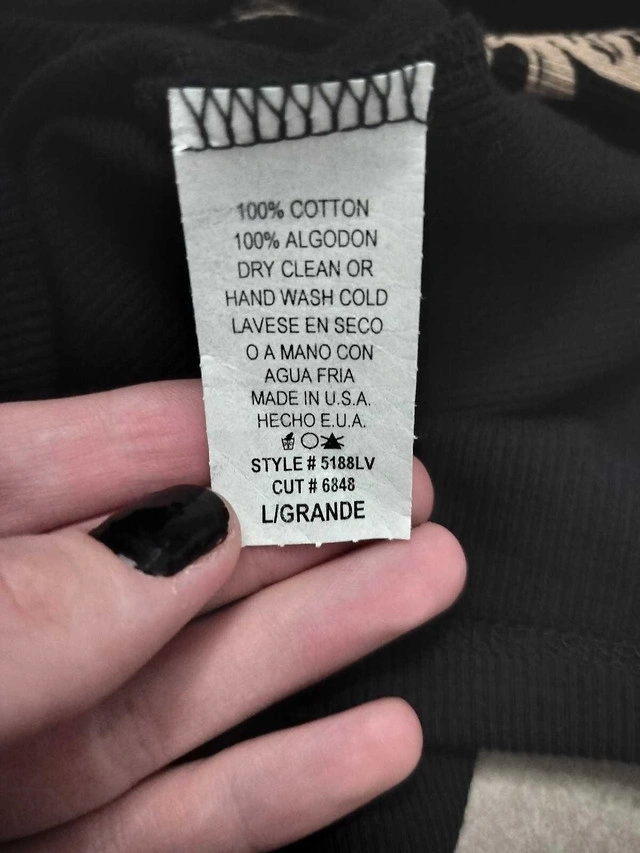 100% COTTON
100% ALGODON
DRY CLEAN OR
HAND WASH COLD
LAVESE EN SECO
O A MANO CON
AGUA FRIA
MADE IN U.S.A.
HECHO E.U.A.
STYLE # 5188LV
CUT # 6848
L/GRANDE